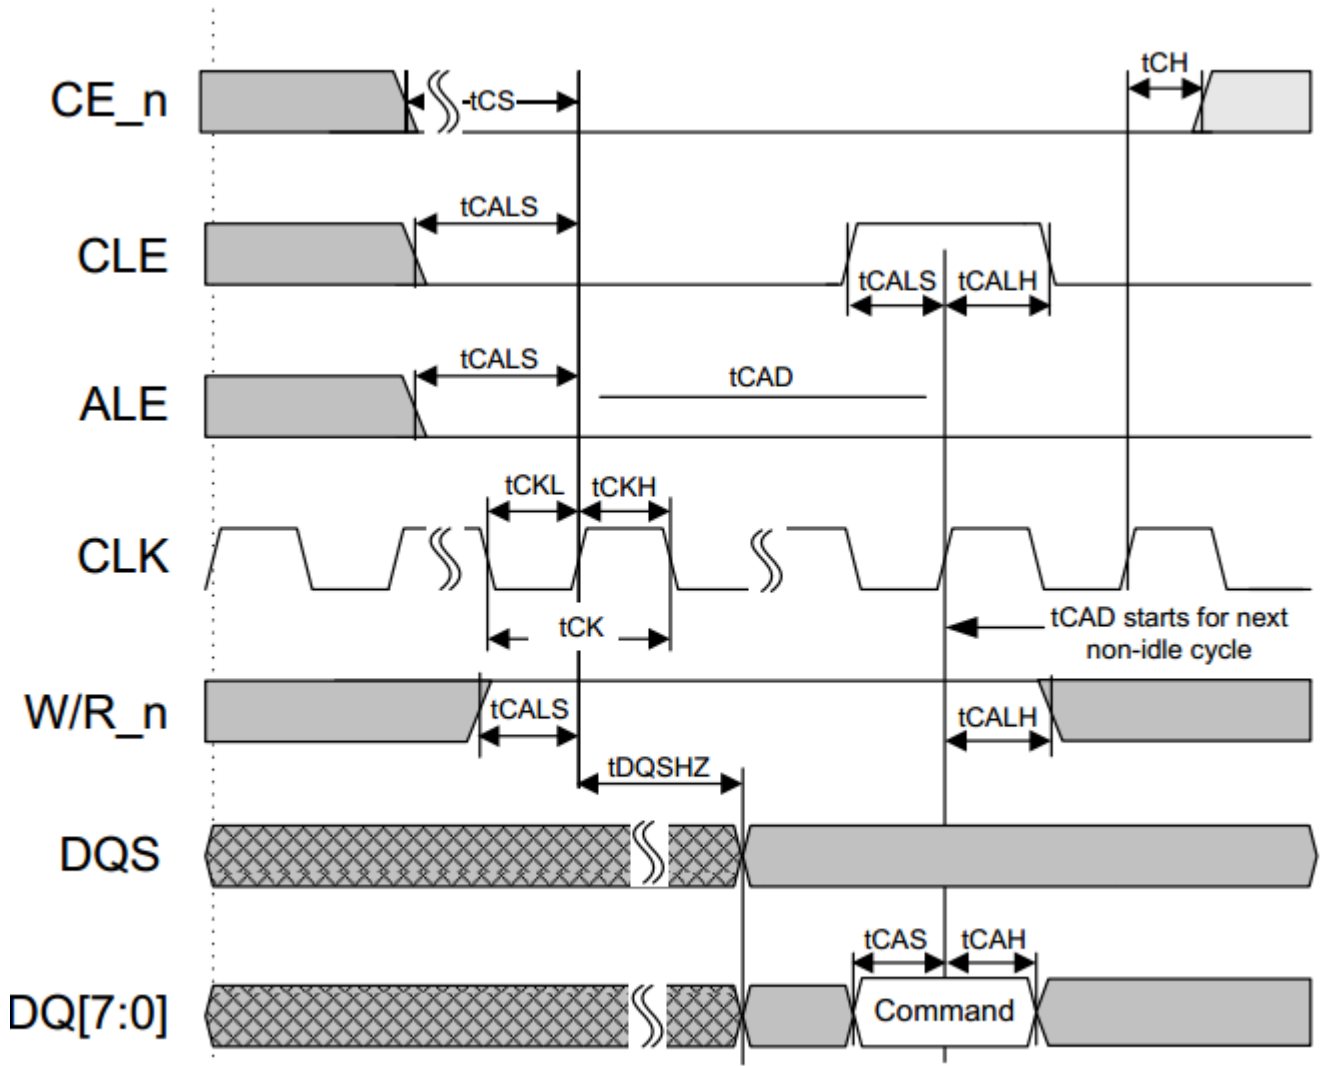 tCH
CE_n
tCS
tCALS
CLE
tCALS tCALH
tCALS
tCAD
ALE
tCKL tCKH
CLK
tCK
tCAD starts for next
non-idle cycle
W/R_n
tCALS
tCALH
tDQSHZ
DQS
tCAS tCAH
DQ[7:0]
Command